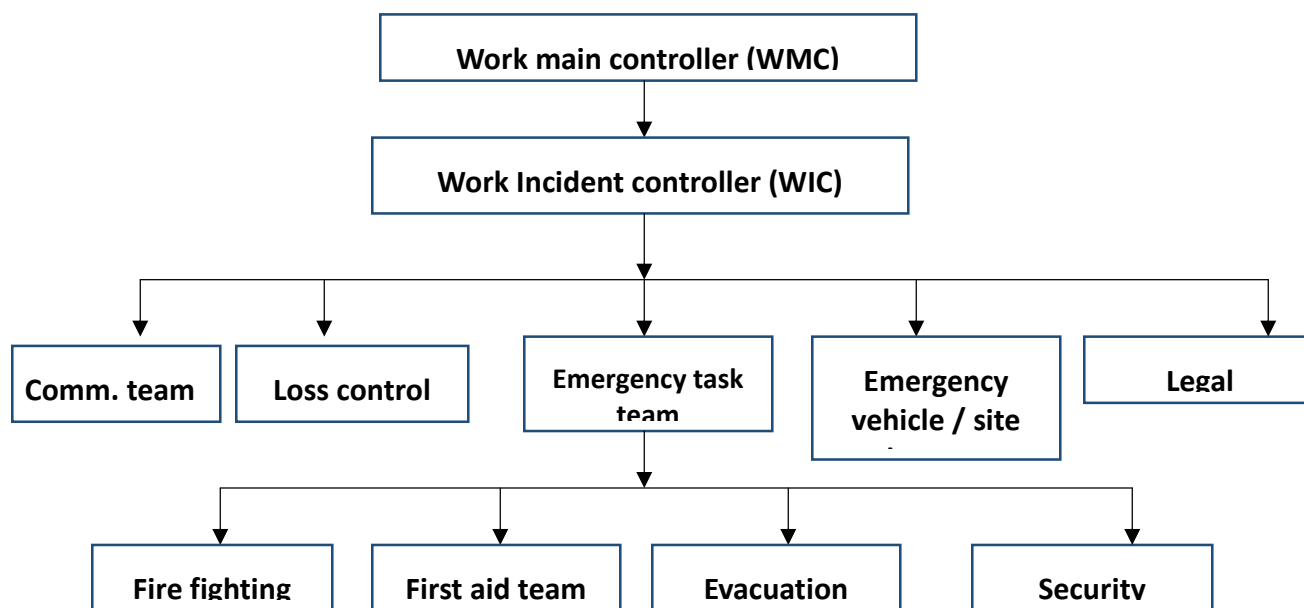 Work main controller (WMC)
Work Incident controller (WIC)
Comm. team
Loss control
Emergency task
team
Emergency
vehicle / site
Legal
Fire fighting
First aid team
Evacuation
Security